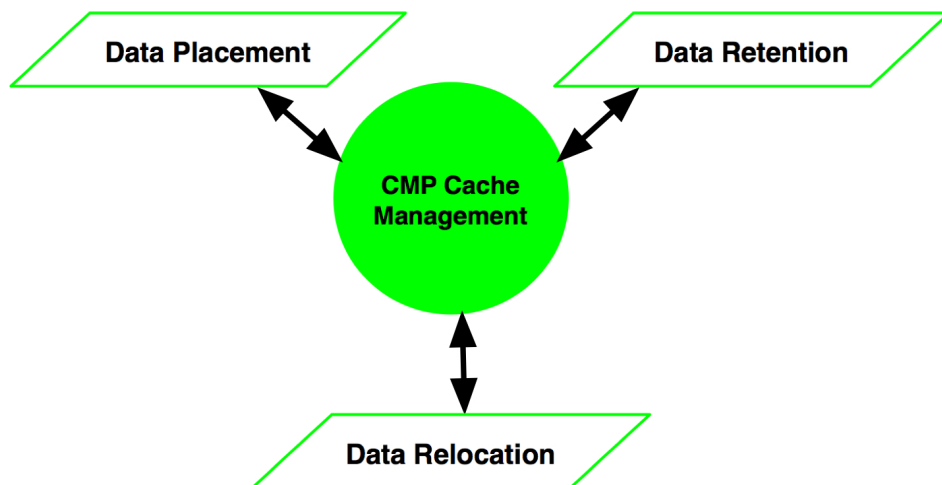 Data Placement
Data Retention
CMP Cache
Management
Data Relocation